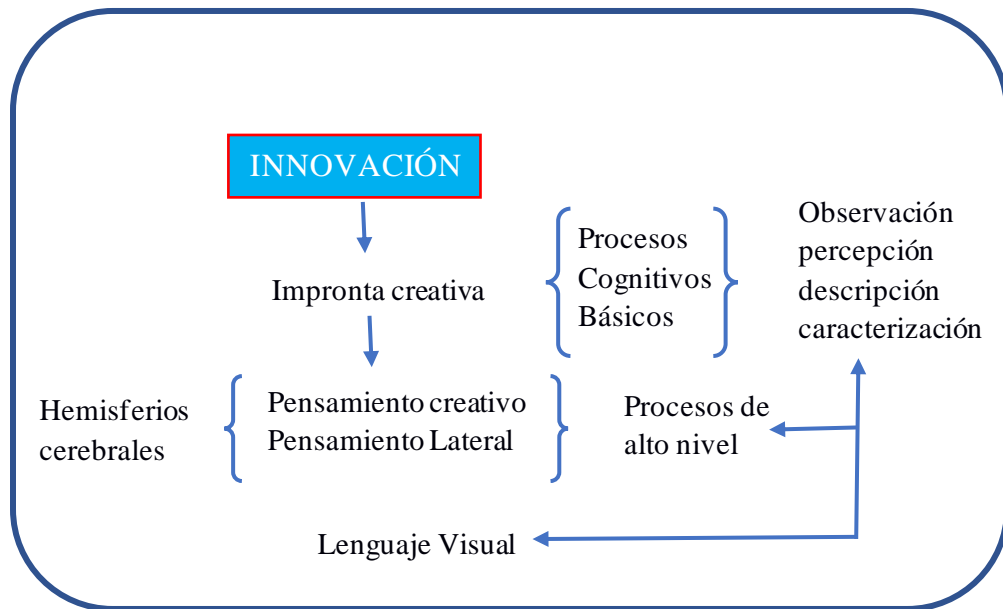 INNOVACIÓN
Impronta creativa
Procesos
Cognitivos
Básicos
Observación
percepción
descripción
caracterización
Hemisferios
cerebrales
Pensamiento creativo
Pensamiento Lateral
Procesos de
alto nivel
Lenguaje Visual